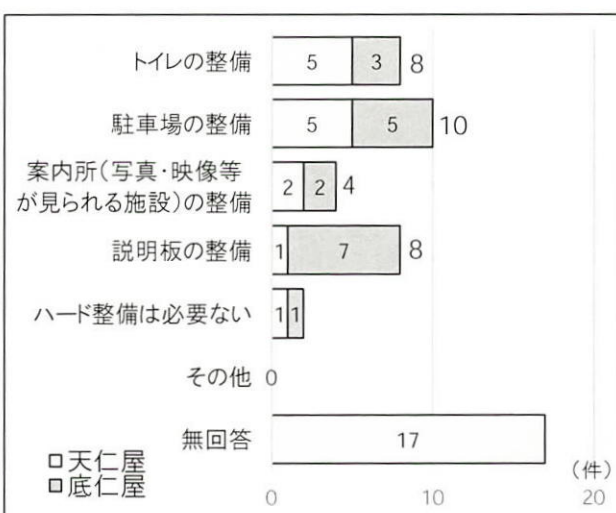 トイレの整備 5 3 8
駐車場の整備 5 5 10
案内所(写真・映像等
が見られる施設)の整備 2 2 4
説明板の整備 1 7 8
ハード整備は必要ない 1 1
その他 0
無回答 17
□天仁屋
□底仁屋
(件)
0 10 20